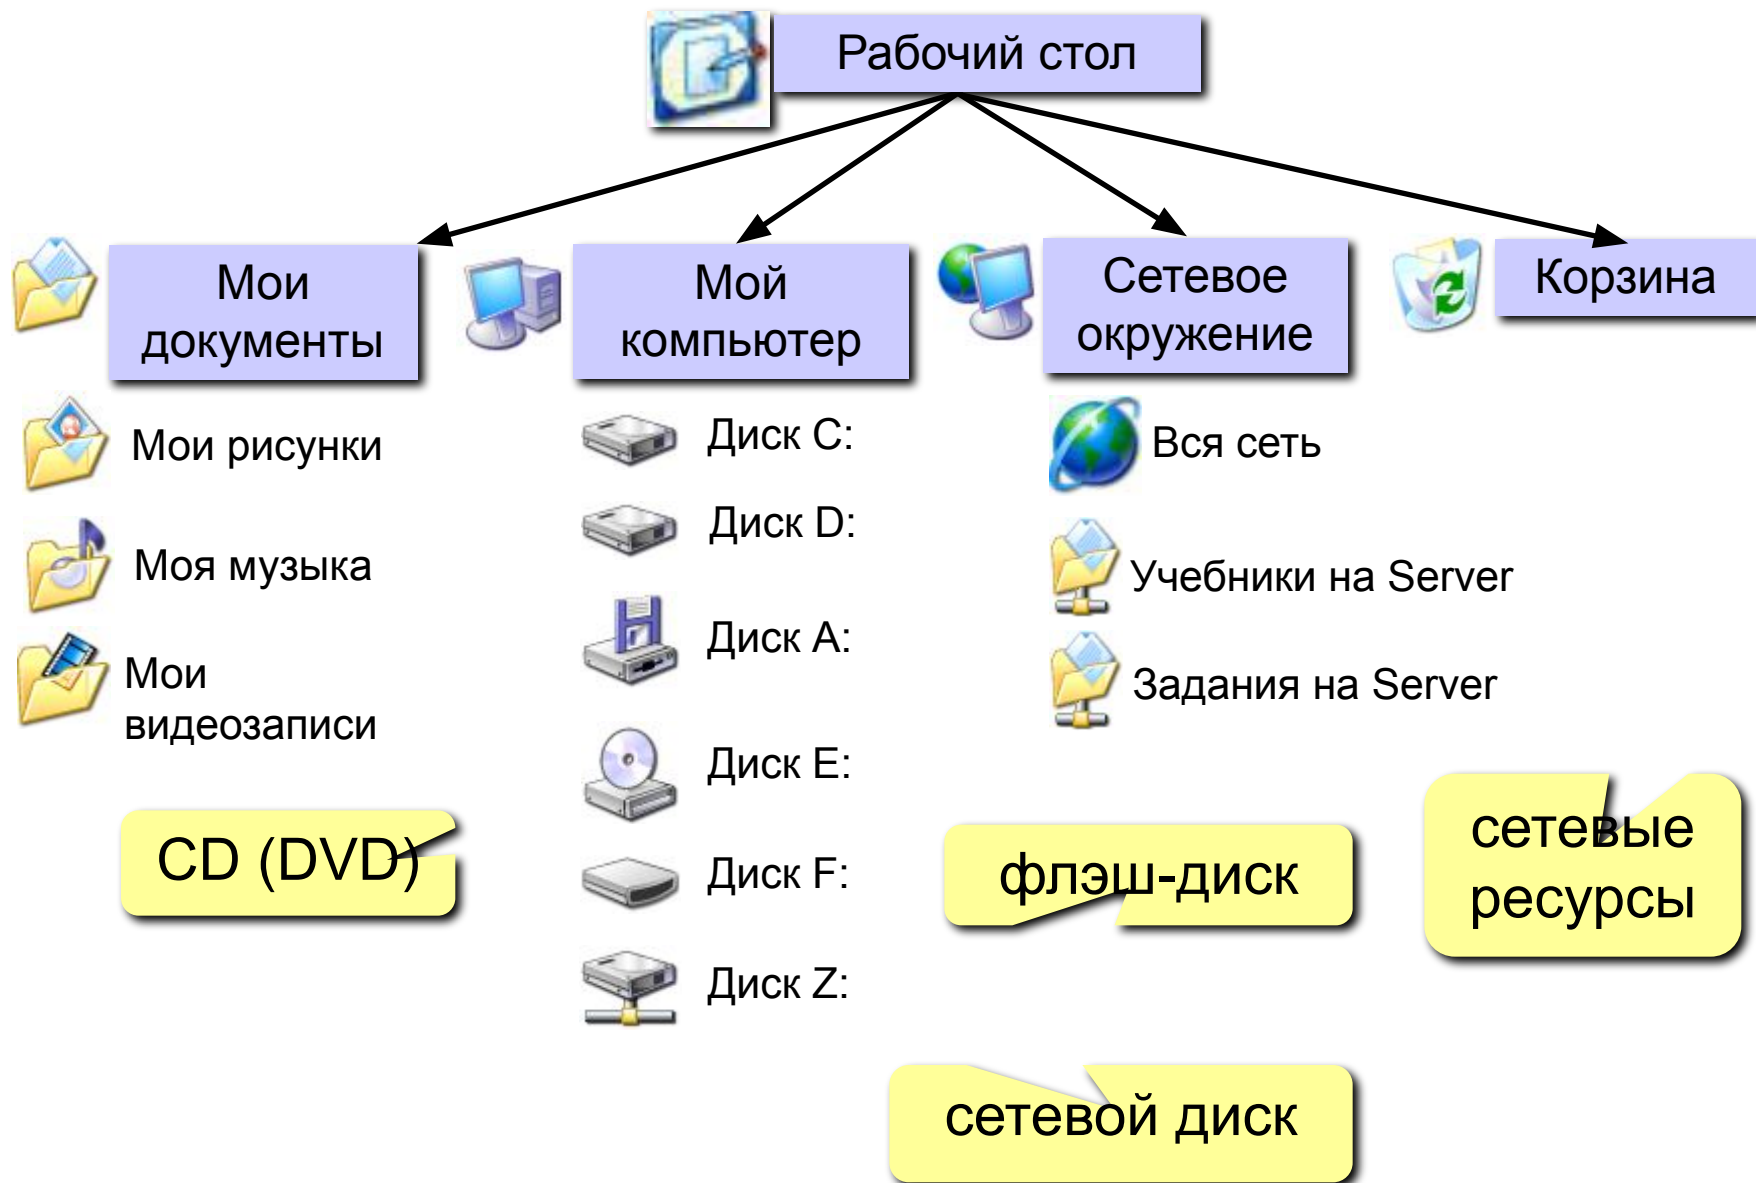 Рабочий стол
Мои
документы
Мой
компьютер
Сетевое
окружение
Корзина
Мои рисунки
Моя музыка
Мои
видеозаписи
Диск C:
Диск D:
Диск A:
Диск E:
Диск F:
Диск Z:
Вся сеть
Учебники на Server
Задания на Server
CD (DVD)
флэш-диск
сетевые
ресурсы
сетевой диск